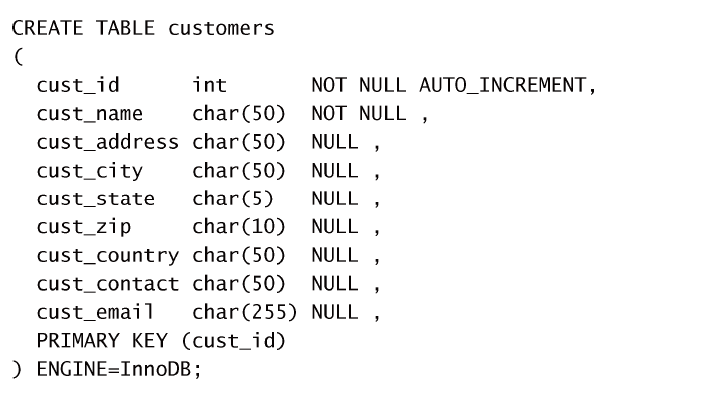 CREATE TABLE customers
(
  cust_id      int       NOT NULL AUTO_INCREMENT,
  cust_name    char(50)  NOT NULL ,
  cust_address char(50)  NULL ,
  cust_city    char(50)  NULL ,
  cust_state   char(5)   NULL ,
  cust_zip     char(10)  NULL ,
  cust_country char(50)  NULL ,
  cust_contact char(50)  NULL ,
  cust_email   char(255) NULL ,
  PRIMARY KEY (cust_id)
) ENGINE=InnoDB;